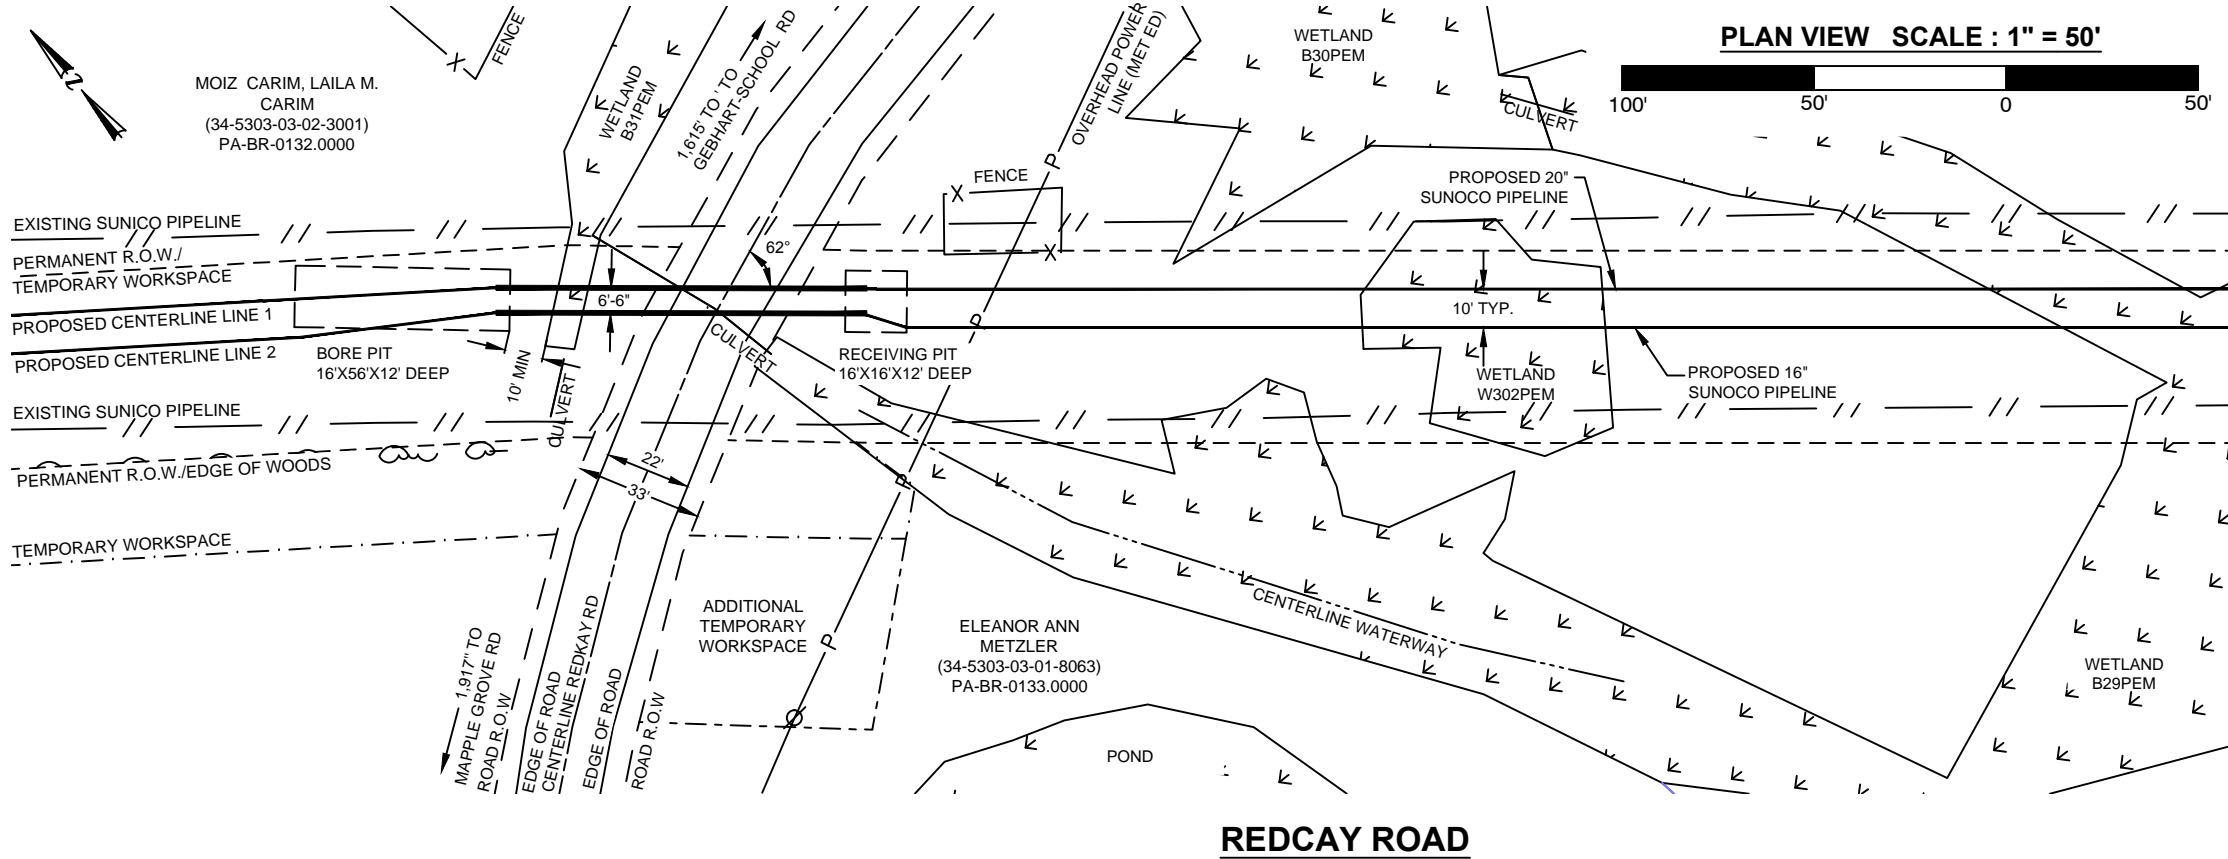 PLAN VIEW SCALE : 1" = 50'
100' 50' 0 50'
N
MOIZ CARIM, LAILA M.
CARIM
(34-5303-03-02-3001)
PA-BR-0132.0000
X
FENCE
WETLAND
B31PEM
1,615' TO ' TO
GEBHART-SCHOOL RD
OVERHEAD POWER
LINE (MET ED)
WETLAND
B30PEM
CULVERT
P
X
FENCE
X
PROPOSED 20"
SUNOCO PIPELINE
EXISTING SUNICO PIPELINE
PERMANENT R.O.W./
TEMPORARY WORKSPACE
62°
6'-6"
10' TYP.
PROPOSED CENTERLINE LINE 1
PROPOSED CENTERLINE LINE 2
BORE PIT
16'X56'X12' DEEP
10' MIN
CULVERT
CULVERT
P
RECEIVING PIT
16'X16'X12' DEEP
WETLAND
W302PEM
PROPOSED 16"
SUNOCO PIPELINE
EXISTING SUNICO PIPELINE
PERMANENT R.O.W./EDGE OF WOODS
22'
33'
P
TEMPORARY WORKSPACE
1,917" TO
MAPPLE GROVE RD
ROAD R.O.W
EDGE OF ROAD
CENTERLINE REDKAY RD
EDGE OF ROAD
ROAD R.O.W
ADDITIONAL
TEMPORARY
WORKSPACE
P
ELEANOR ANN
METZLER
(34-5303-03-01-8063)
PA-BR-0133.0000
CENTERLINE WATERWAY
WETLAND
B29PEM
POND
REDCAY ROAD